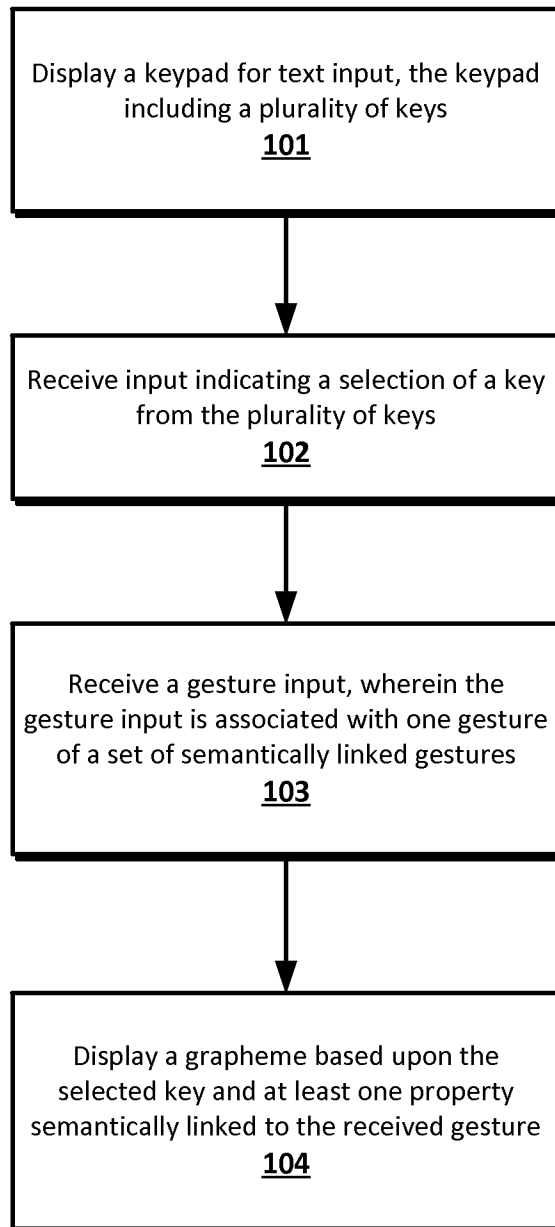 Display a keypad for text input, the keypad
including a plurality of keys
101
Receive input indicating a selection of a key
from the plurality of keys
102
Receive a gesture input, wherein the
gesture input is associated with one gesture
of a set of semantically linked gestures
103
Display a grapheme based upon the
selected key and at least one property
semantically linked to the received gesture
104